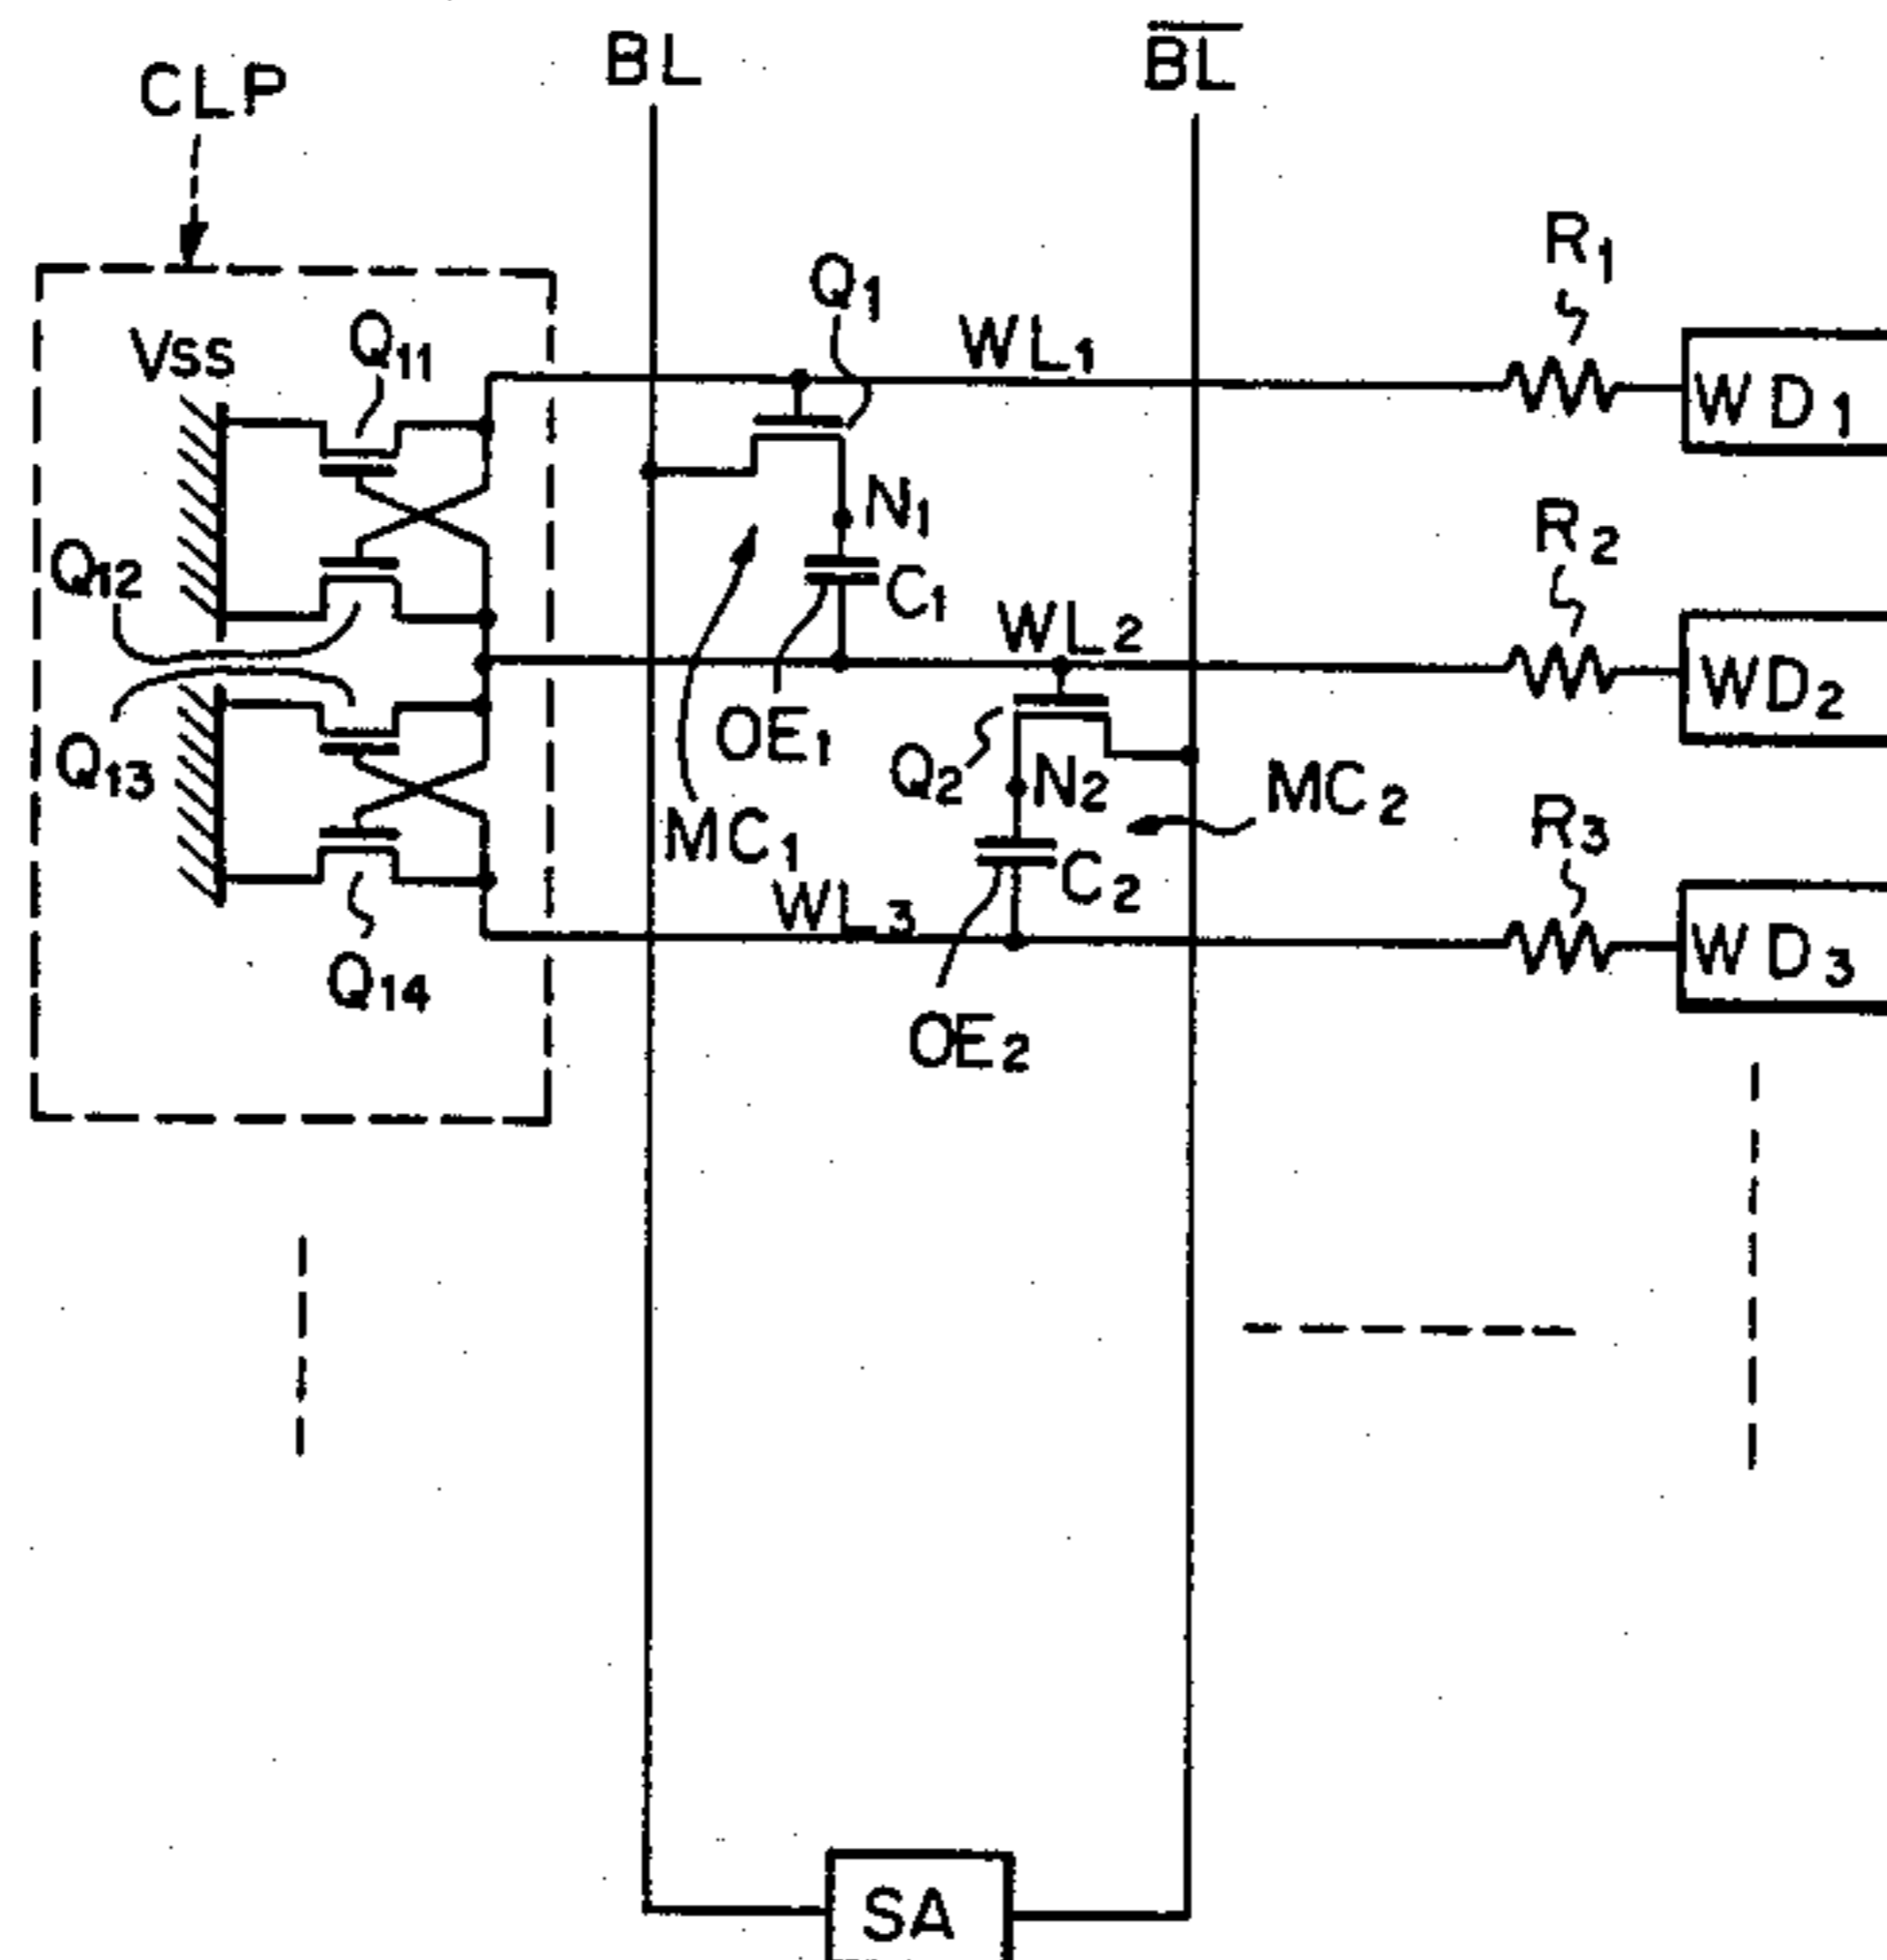 CLP
BL
B̅L̅
R₁
Q₁
VSS
Q₁₁
WL₁
WD₁
N₁
R₂
Q₁₂
C₁
WL₂
WD₂
OE₁
Q₁₃
Q₂
N₂
MC₂
MC₁
R₃
C₂
WL₃
WD₃
Q₁₄
OE₂
SA